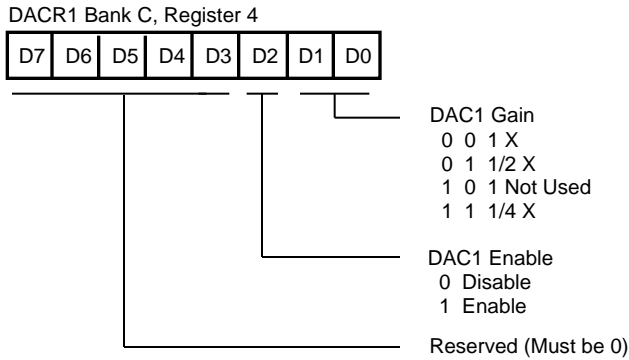 DACR1 Bank C, Register 4
D7 D6 D5 D4 D3 D2 D1 D0
DAC1 Gain
0 0 1 X
0 1 1/2 X
1 0 1 Not Used
1 1 1/4 X
DAC1 Enable
0 Disable
1 Enable
Reserved (Must be 0)